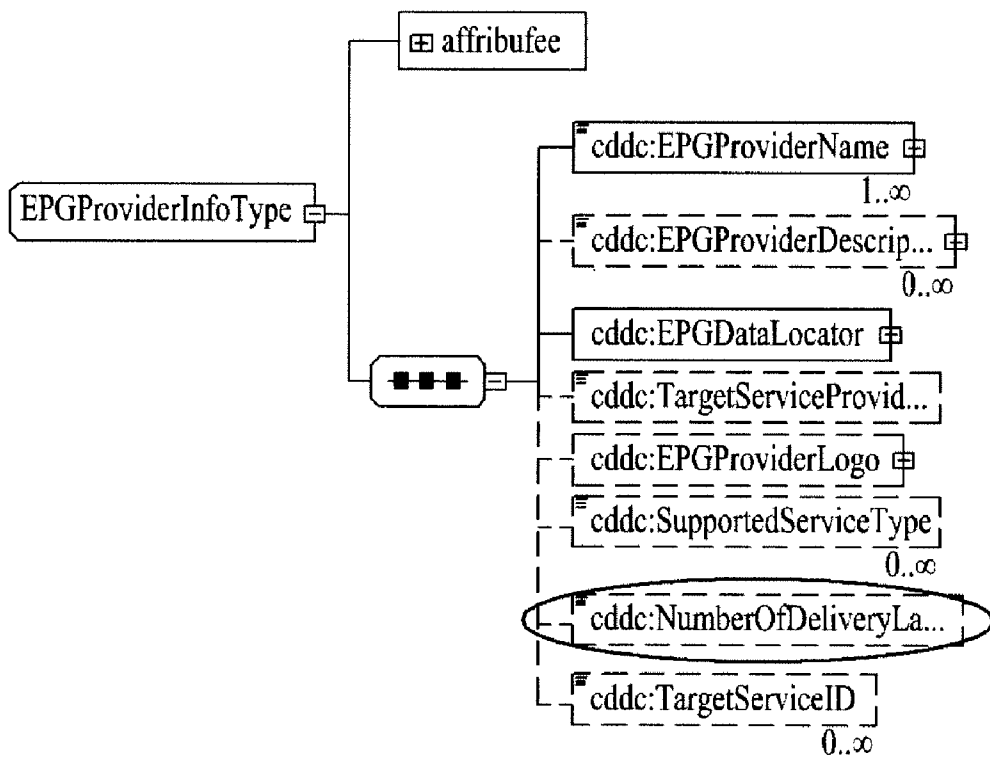 affribufee
EPGProviderInfoType
cddc:EPGProviderName
1..∞
cddc:EPGProviderDescrip...
0..∞
cddc:EPGDataLocator
cddc:TargetServiceProvid...
cddc:EPGProviderLogo
cddc:SupportedServiceType
0..∞
cddc:NumberOfDeliveryLa...
cddc:TargetServiceID
0..∞